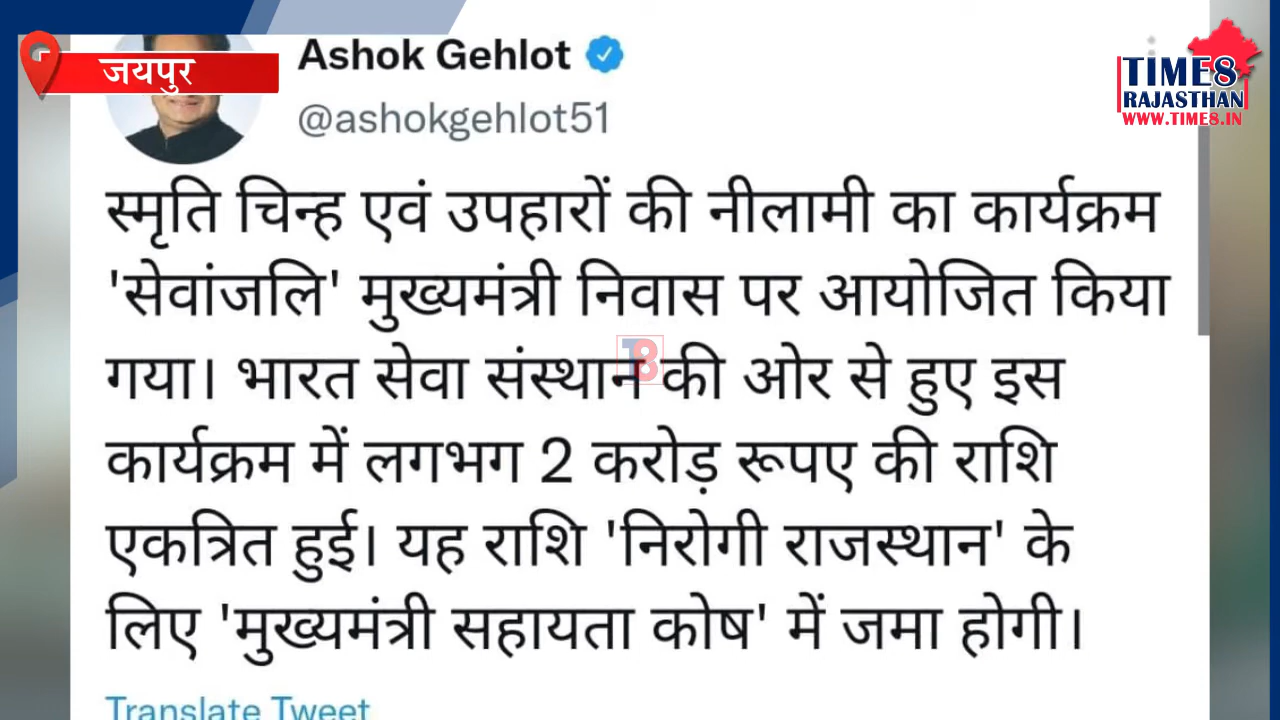 जयपुर
Ashok Gehlot
@ashokgehlot51
TIME8
RAJASTHAN
WWW.TIME8.IN
स्मृति चिन्ह एवं उपहारों की नीलामी का कार्यक्रम
'सेवांजलि' मुख्यमंत्री निवास पर आयोजित किया
गया। भारत सेवा संस्थान की ओर से हुए इस
कार्यक्रम में लगभग 2 करोड़ रूपए की राशि
एकत्रित हुई। यह राशि 'निरोगी राजस्थान' के
लिए 'मुख्यमंत्री सहायता कोष' में जमा होगी।
T8
Translate Tweet